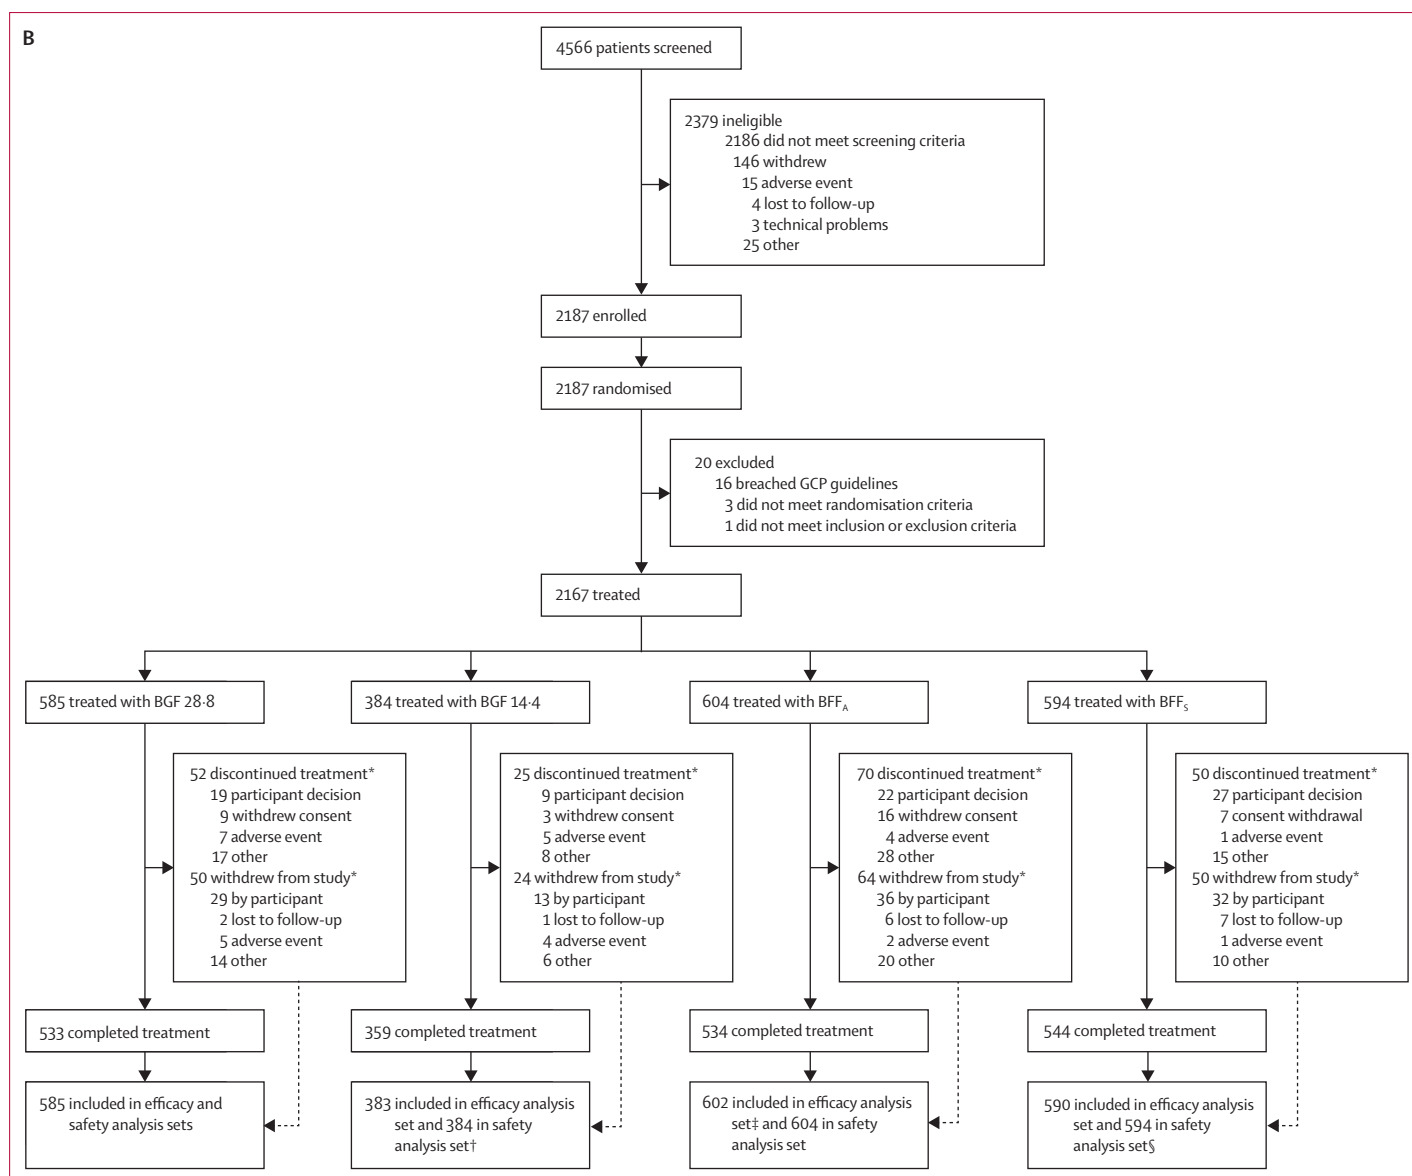 B
4566 patients screened
2379 ineligible
2186 did not meet screening criteria
146 withdrew
15 adverse event
4 lost to follow-up
3 technical problems
25 other
2187 enrolled
2187 randomised
20 excluded
16 breached GCP guidelines
3 did not meet randomisation criteria
1 did not meet inclusion or exclusion criteria
2167 treated
585 treated with BGF 28·8
384 treated with BGF 14·4
604 treated with BFF_A
594 treated with BFF_S
52 discontinued treatment*
19 participant decision
9 withdrew consent
7 adverse event
17 other
50 withdrew from study*
29 by participant
2 lost to follow-up
5 adverse event
14 other
25 discontinued treatment*
9 participant decision
3 withdrew consent
5 adverse event
8 other
24 withdrew from study*
13 by participant
1 lost to follow-up
4 adverse event
6 other
70 discontinued treatment*
22 participant decision
16 withdrew consent
4 adverse event
28 other
64 withdrew from study*
36 by participant
6 lost to follow-up
2 adverse event
20 other
50 discontinued treatment*
27 participant decision
7 consent withdrawal
1 adverse event
15 other
50 withdrew from study*
32 by participant
7 lost to follow-up
1 adverse event
10 other
533 completed treatment
359 completed treatment
534 completed treatment
544 completed treatment
585 included in efficacy and
safety analysis sets
383 included in efficacy analysis
set and 384 in safety
analysis set†
602 included in efficacy analysis
set‡ and 604 in safety
analysis set
590 included in efficacy analysis
set and 594 in safety
analysis set§